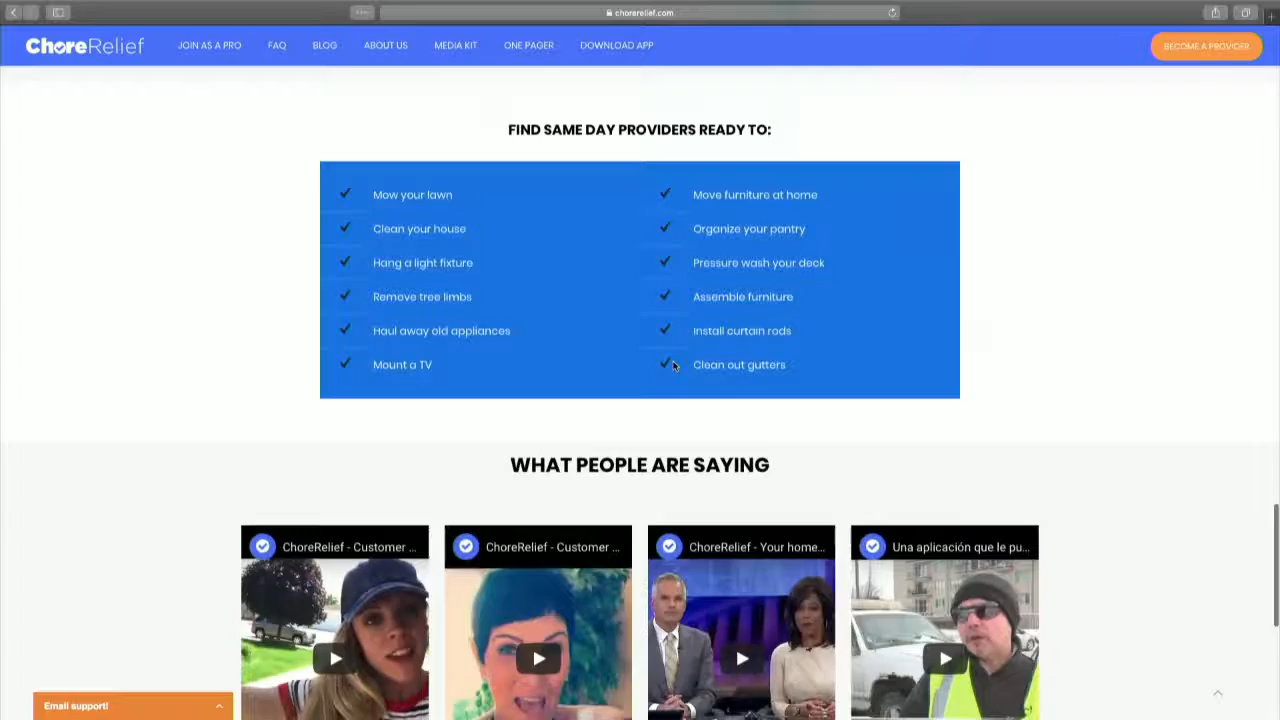 chorerelief.com
ChoreRelief JOIN AS A PRO FAQ BLOG ABOUT US MEDIA KIT ONE PAGER DOWNLOAD APP BECOME A PROVIDER
FIND SAME DAY PROVIDERS READY TO:
Mow your lawn
Clean your house
Hang a light fixture
Remove tree limbs
Haul away old appliances
Mount a TV
Move furniture at home
Organize your pantry
Pressure wash your deck
Assemble furniture
Install curtain rods
Clean out gutters
WHAT PEOPLE ARE SAYING
ChoreRelief - Customer ...
ChoreRelief - Customer ...
ChoreRelief - Your home...
Una aplicación que le pu...
Email support!